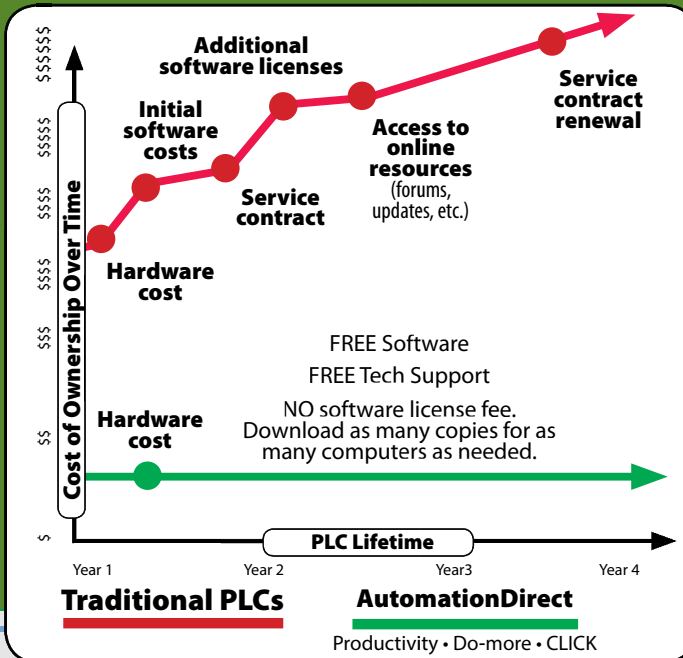 $$$$$$
$$$$$
$$$$
$$$$
$$$
$$
$
Cost of Ownership Over Time
Additional
software licenses
Initial
software
costs
Service
contract
renewal
Access to
online
resources
(forums,
updates, etc.)
Service
contract
Hardware
cost
FREE Software
FREE Tech Support
NO software license fee.
Download as many copies for as
many computers as needed.
Hardware
cost
PLC Lifetime
Year 1
Year 2
Year3
Year 4
Traditional PLCs
AutomationDirect
Productivity • Do-more • CLICK